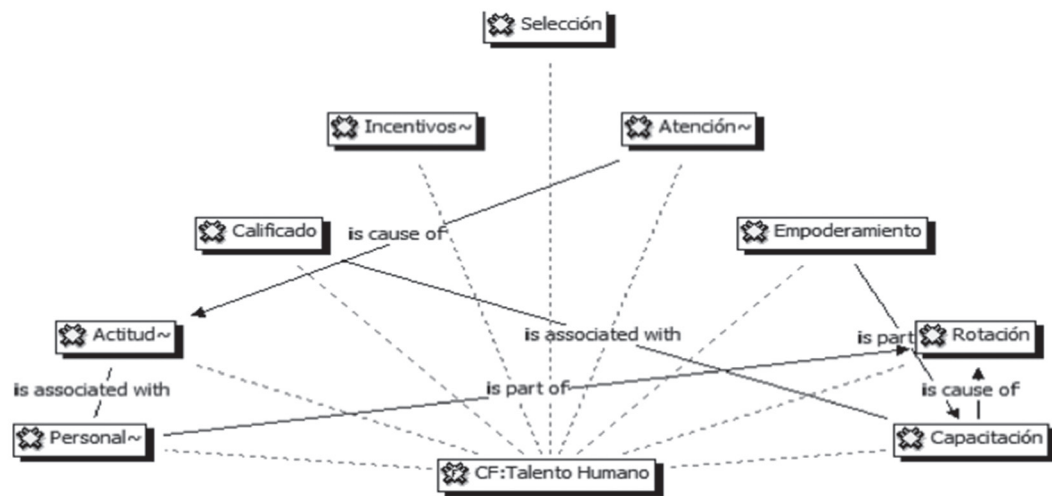 Selección
Incentivos~
Atención~
Calificado
is cause of
Empoderamiento
Actitud~
is associated with
is part
Rotación
is associated with
is part of
is cause of
Personal~
Capacitación
CF:Talento Humano